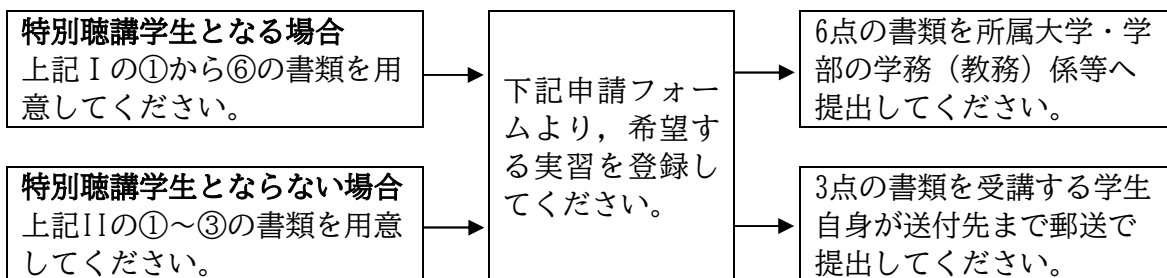 特別聴講学生となる場合
上記Ⅰの①から⑥の書類を用
意してください。
特別聴講学生とならない場合
上記IIの①～③の書類を用意
してください。
下記申請フォー
ムより，希望す
る実習を登録し
てください。
6点の書類を所属大学・学
部の学務（教務）係等へ
提出してください。
3点の書類を受講する学生
自身が送付先まで郵送で
提出してください。